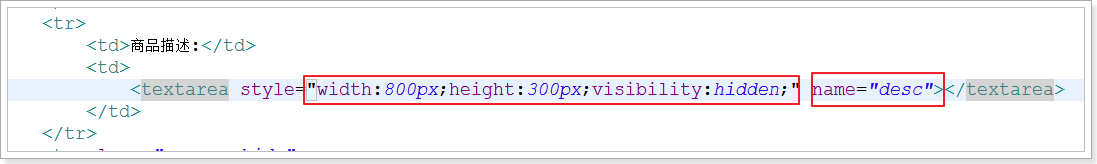 <tr>
<td>商品描述:</td>
<td>
<textarea style="width:800px;height:300px;visibility:hidden;" name="desc"></textarea>
</td>
</tr>